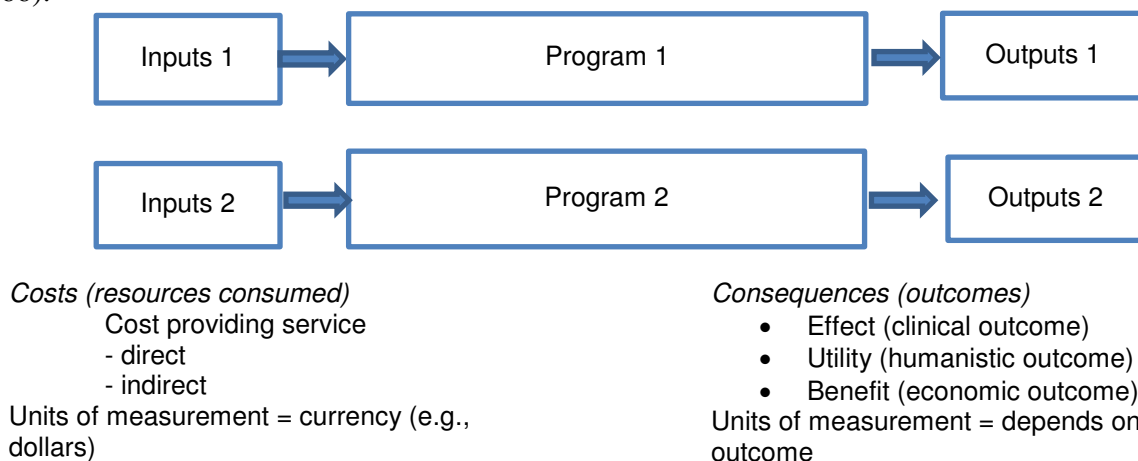 Inputs 1
Program 1
Outputs 1
Inputs 2
Program 2
Outputs 2
Costs (resources consumed)
Cost providing service
- direct
- indirect
Units of measurement = currency (e.g.,
dollars)
Consequences (outcomes)
• Effect (clinical outcome)
• Utility (humanistic outcome)
• Benefit (economic outcome)
Units of measurement = depends on
outcome